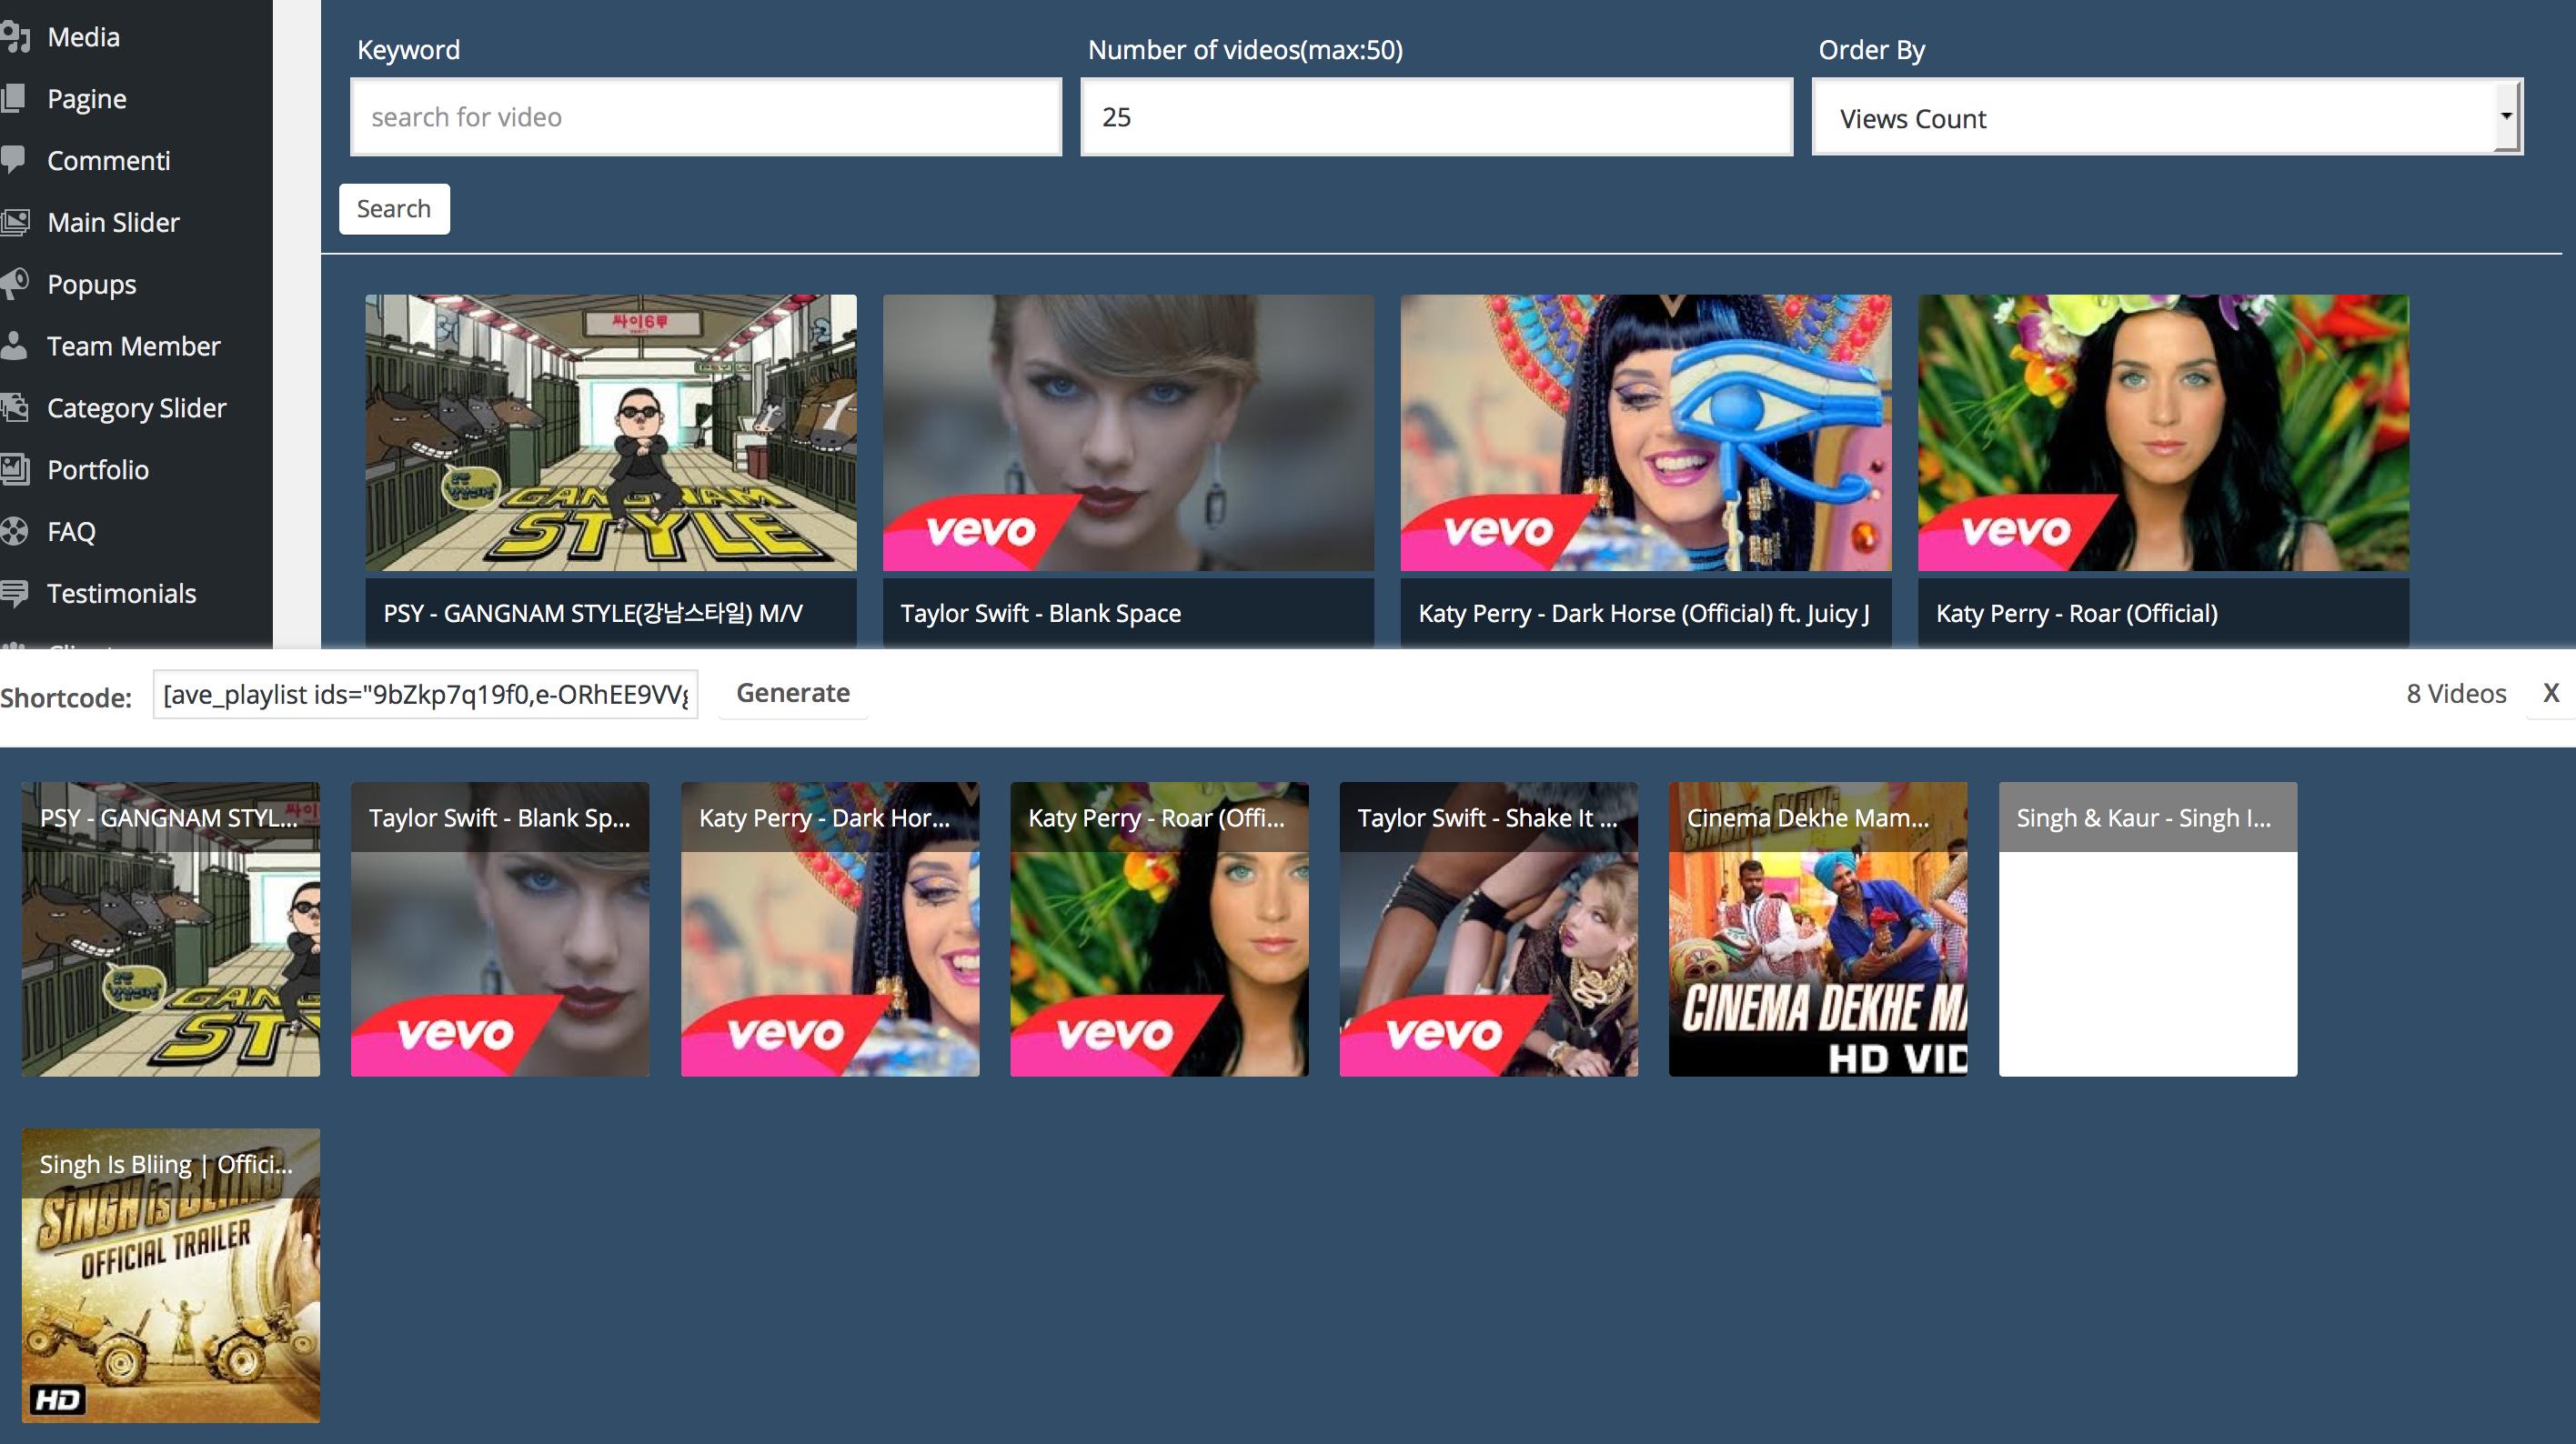 Media
Pagine
Commenti
Main Slider
Popups
Team Member
Category Slider
Portfolio
FAQ
Testimonials
Keyword
Number of videos(max:50)
Order By
search for video
25
Views Count
Search
싸이6甲
GANGNAM
STYLE
vevo
vevo
vevo
PSY - GANGNAM STYLE(강남스타일) M/V
Taylor Swift - Blank Space
Katy Perry - Dark Horse (Official) ft. Juicy J
Katy Perry - Roar (Official)
Shortcode:
[ave_playlist ids="9bZkp7q19f0,e-ORhEE9VVg
Generate
8 Videos
X
PSY - GANGNAM STYL...
Taylor Swift - Blank Sp...
Katy Perry - Dark Hor...
Katy Perry - Roar (Offi...
Taylor Swift - Shake It ...
Cinema Dekhe Mam...
Singh & Kaur - Singh I...
GAN
ST
vevo
vevo
vevo
vevo
CINEMA DEKHE MA
HD VID
Singh Is Bliing | Offici...
SINGH IS BLIING
OFFICIAL TRAILER
HD